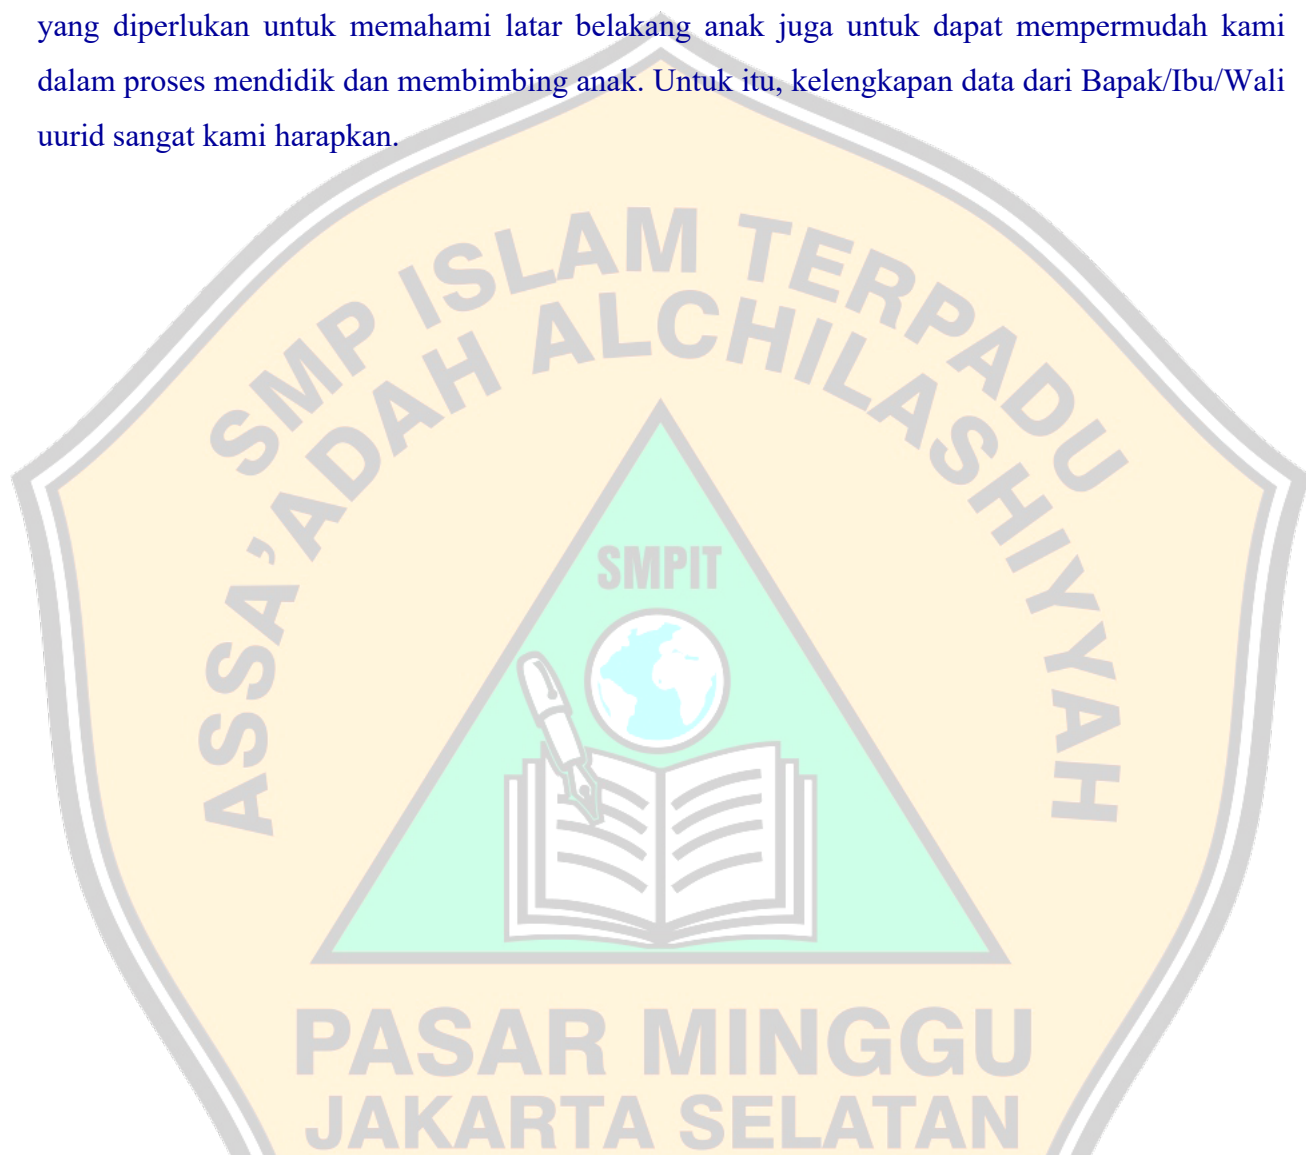 yang diperlukan untuk memahami latar belakang anak juga untuk dapat mempermudah kami
dalam proses mendidik dan membimbing anak. Untuk itu, kelengkapan data dari Bapak/Ibu/Wali
uurid sangat kami harapkan.
SMP ISLAM TERPADU
ASSA'ADAH ALCHILASHIYYAH
SMPIT
PASAR MINGGU
JAKARTA SELATAN